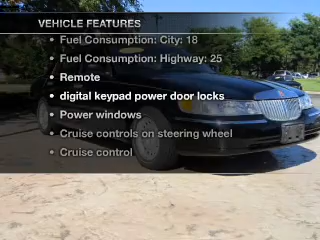 VEHICLE FEATURES
• Fuel Consumption: City: 18
• Fuel Consumption: Highway: 25
• Remote
• digital keypad power door locks
• Power windows
• Cruise controls on steering wheel
• Cruise control